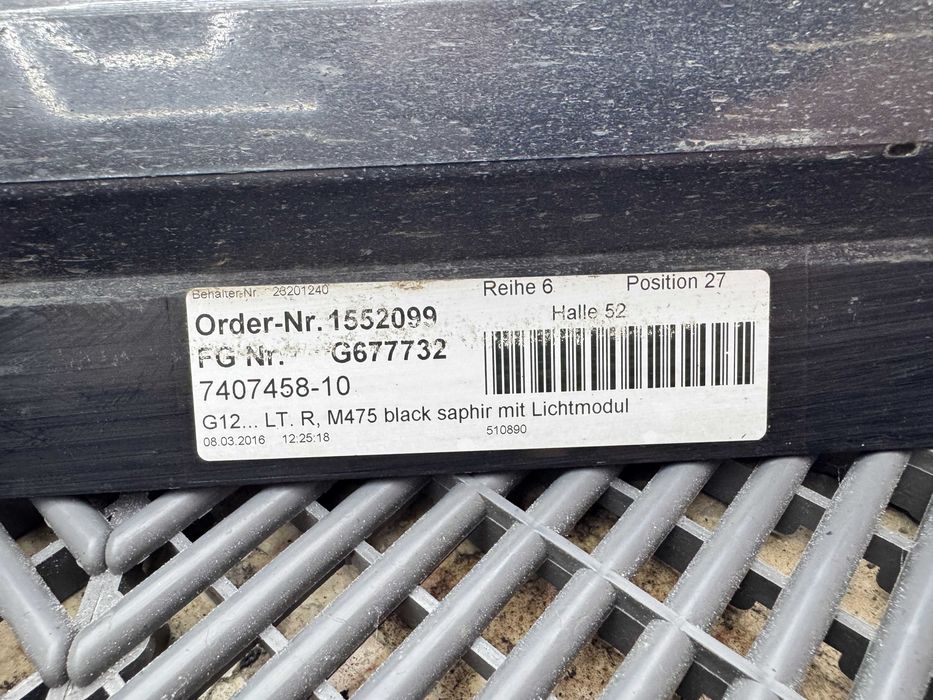 Behälter-Nr. 26201240 Reihe 6 Position 27
Order-Nr. 1552099 Halle 52
FG Nr. G677732
7407458-10
G12... LT. R, M475 black saphir mit Lichtmodul
08.03.2016 12:25:18 510890